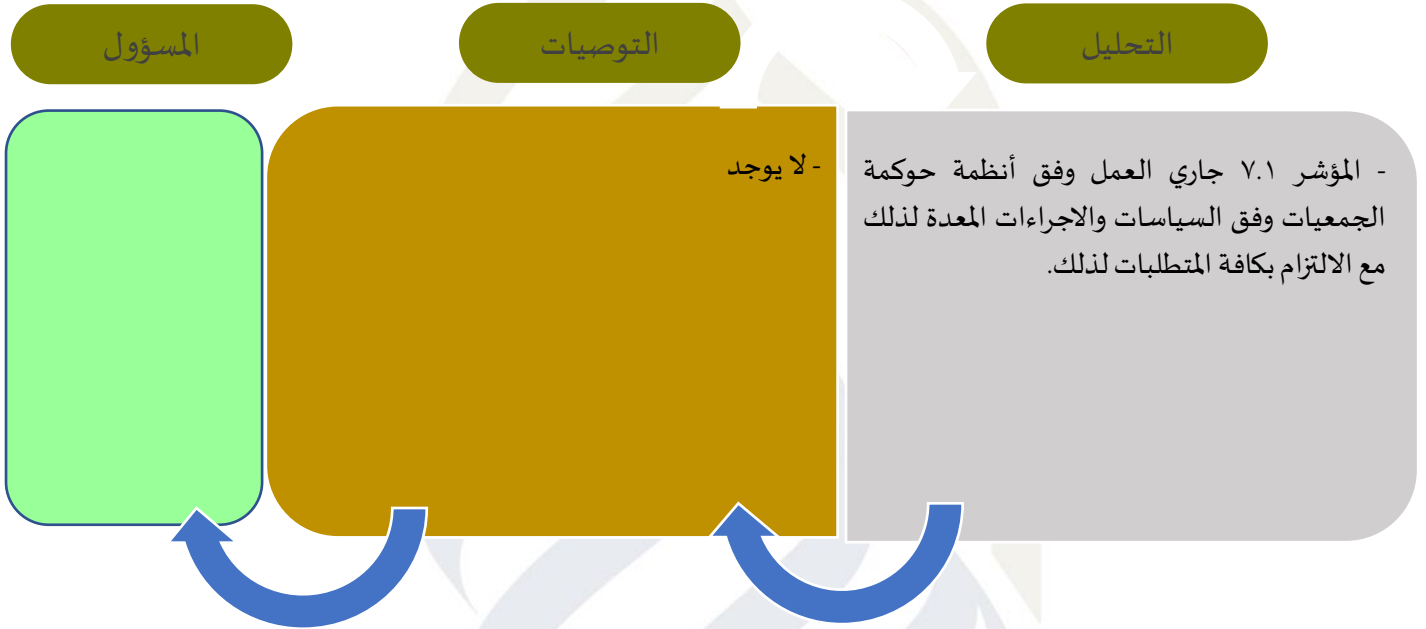 التحليل
التوصيات
المسؤول
- المؤشر ٧.١ جاري العمل وفق أنظمة حوكمة
الجمعيات وفق السياسات والاجراءات المعدة لذلك
مع الالتزام بكافة المتطلبات لذلك.
- لا يوجد